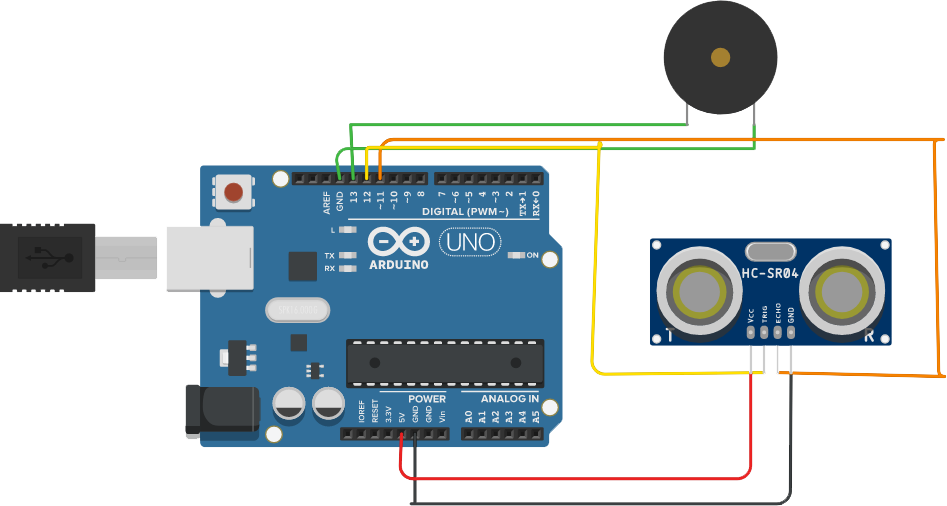 AREF
GND
13
12
~11
~10
~9
8
7
~6
~5
4
~3
2
TX→1
RX←0
DIGITAL (PWM~)
L
TX
RX
UNO
ON
ARDUINO
HC-SR04
VCC
TRIG
ECHO
GND
T
R
POWER
ANALOG IN
IOREF
RESET
3.3V
5V
GND
GND
Vin
A0
A1
A2
A3
A4
A5